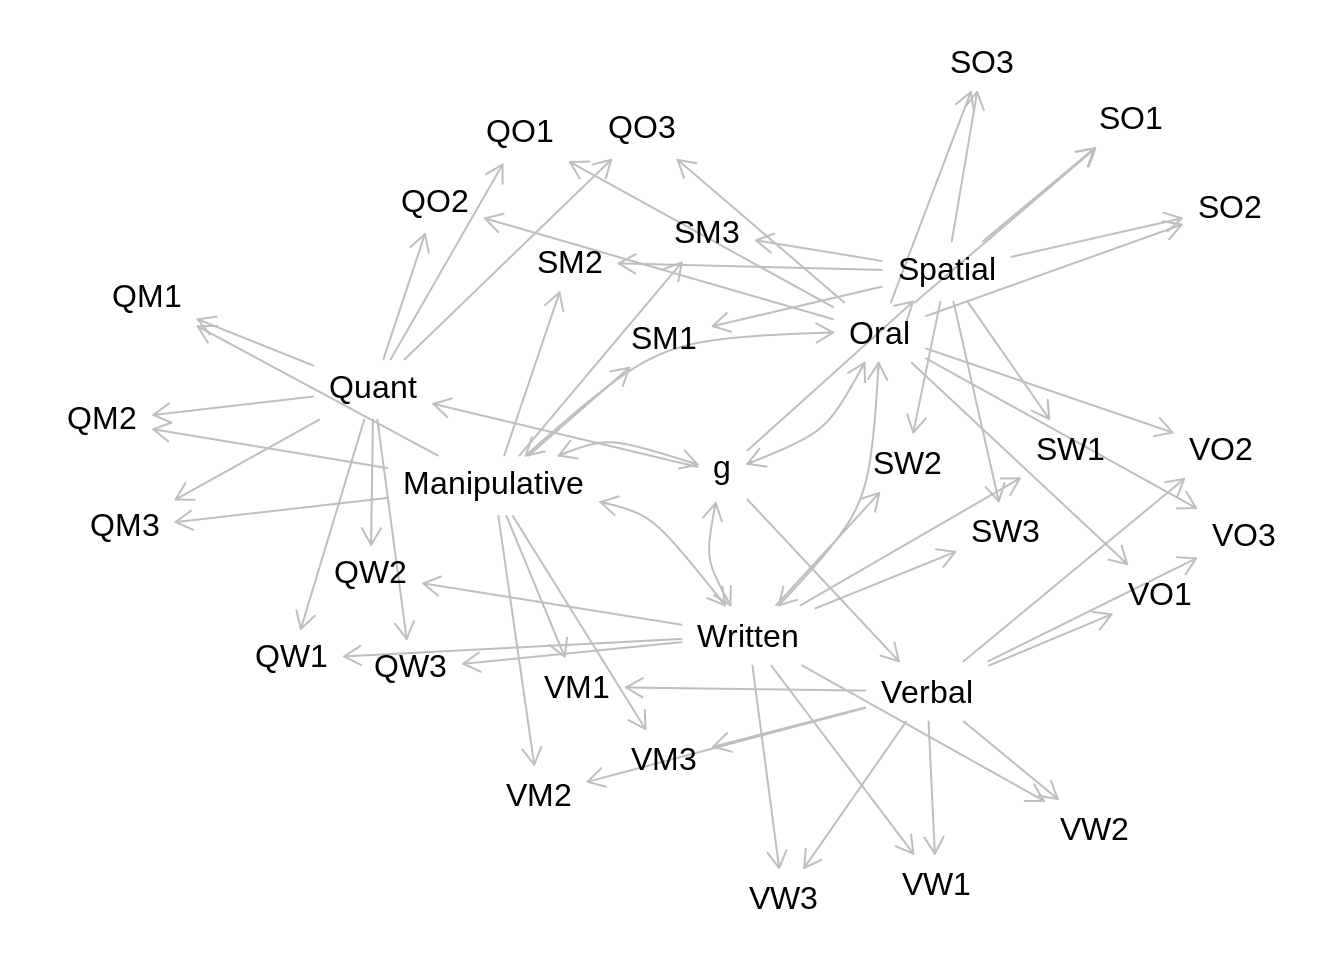 SO3
SO1
QO1
QO3
QO2
SO2
SM3
SM2
Spatial
QM1
SM1
Oral
Quant
QM2
SW1
VO2
g
SW2
Manipulative
QM3
SW3
VO3
QW2
VO1
Written
QW1
QW3
VM1
Verbal
VM3
VM2
VW2
VW1
VW3